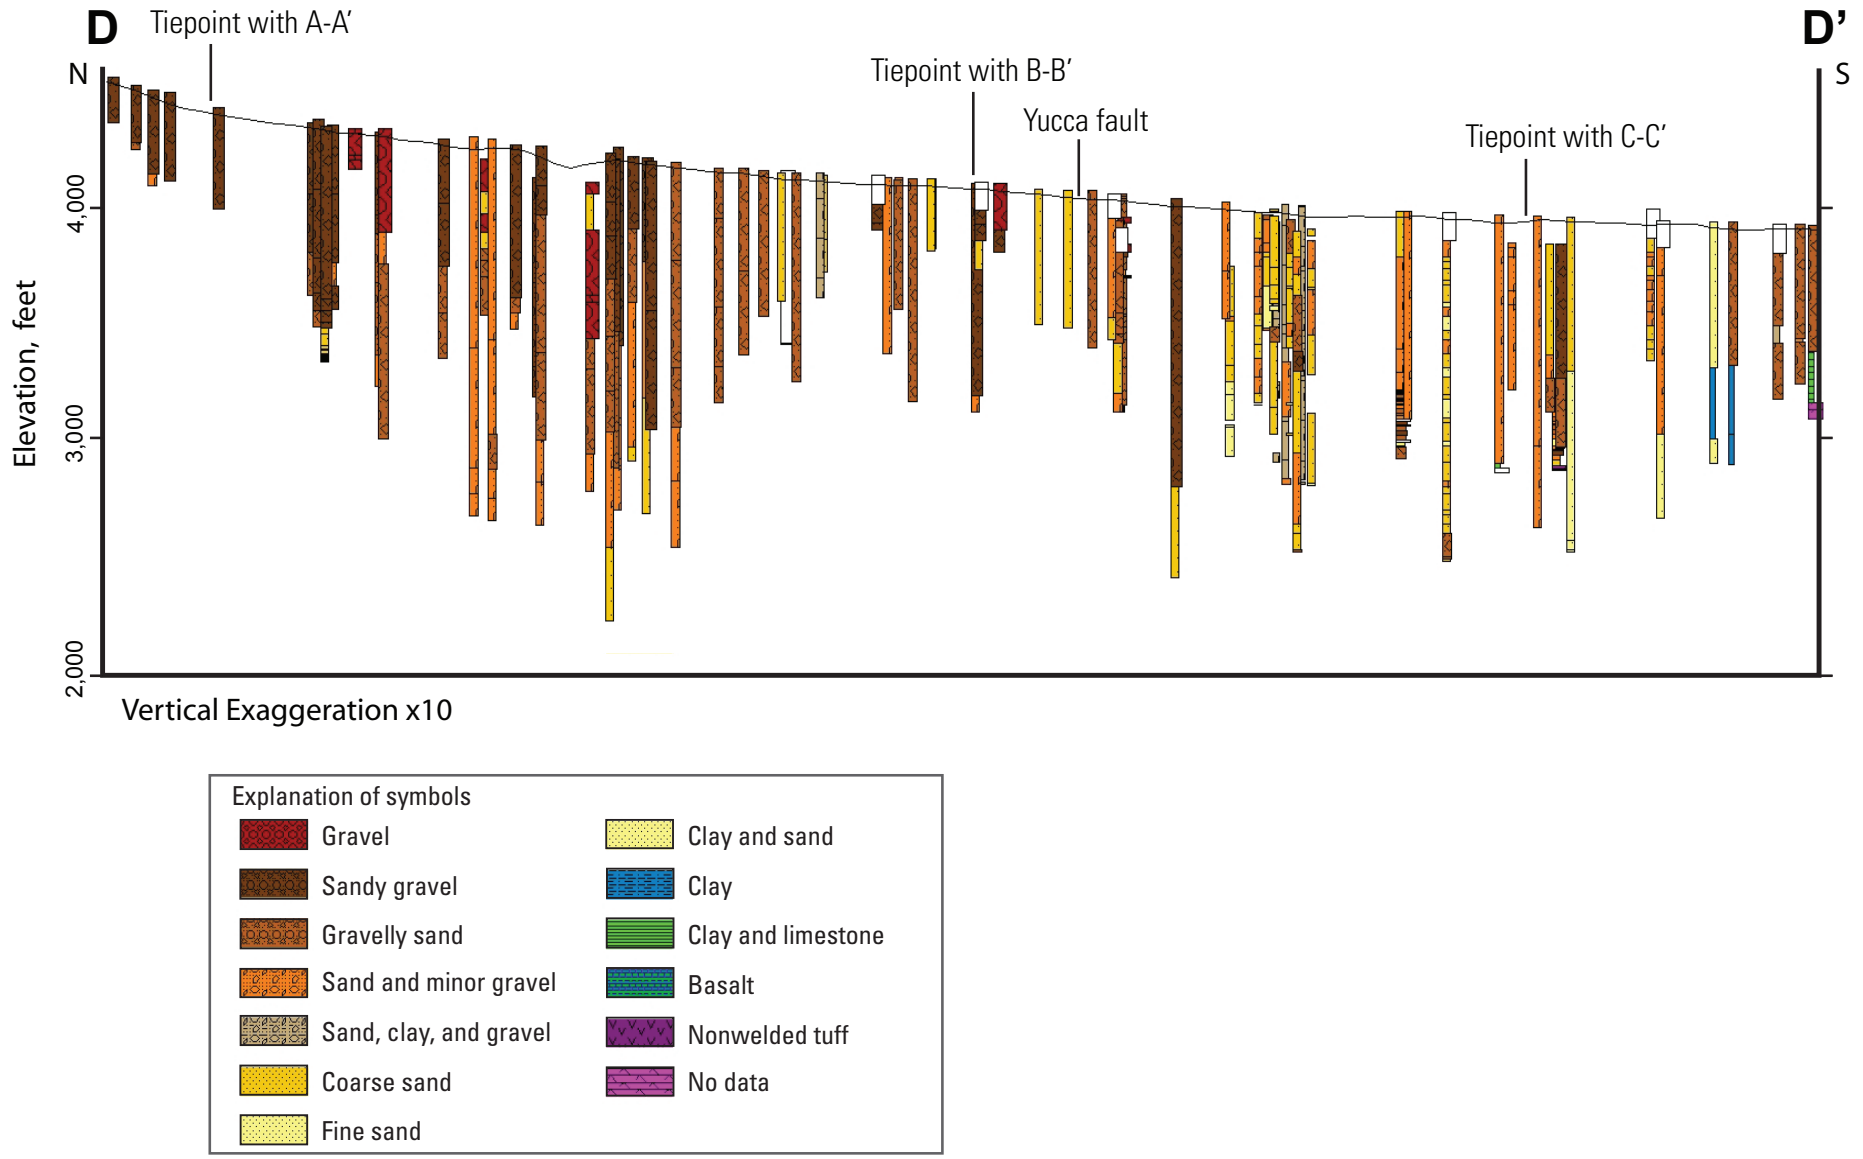 D
Tiepoint with A-A’
D’
N
Tiepoint with B-B’
S
Yucca fault
Tiepoint with C-C’
Elevation, feet
4,000
3,000
2,000
Vertical Exaggeration x10
Explanation of symbols
Gravel
Sandy gravel
Gravelly sand
Sand and minor gravel
Sand, clay, and gravel
Coarse sand
Fine sand
Clay and sand
Clay
Clay and limestone
Basalt
Nonwelded tuff
No data